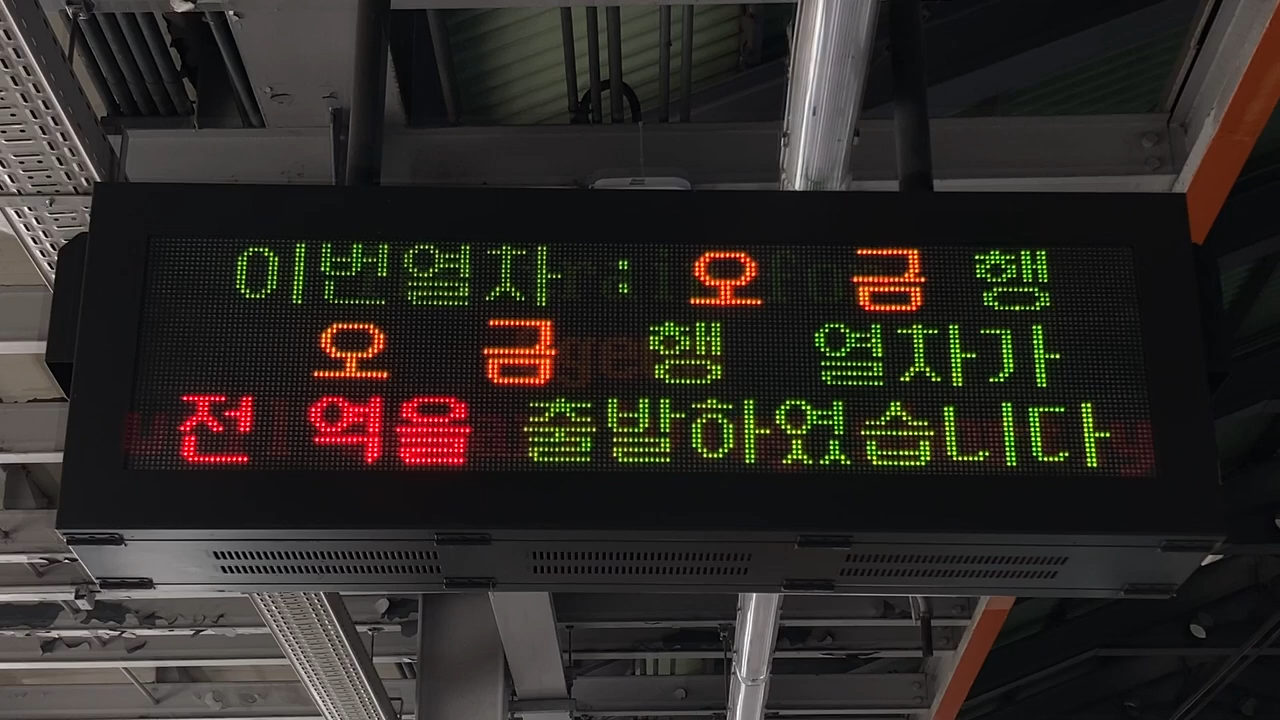 이번열차 : 오 금 행
오 금 행 열차가
전 역을 출발하였습니다